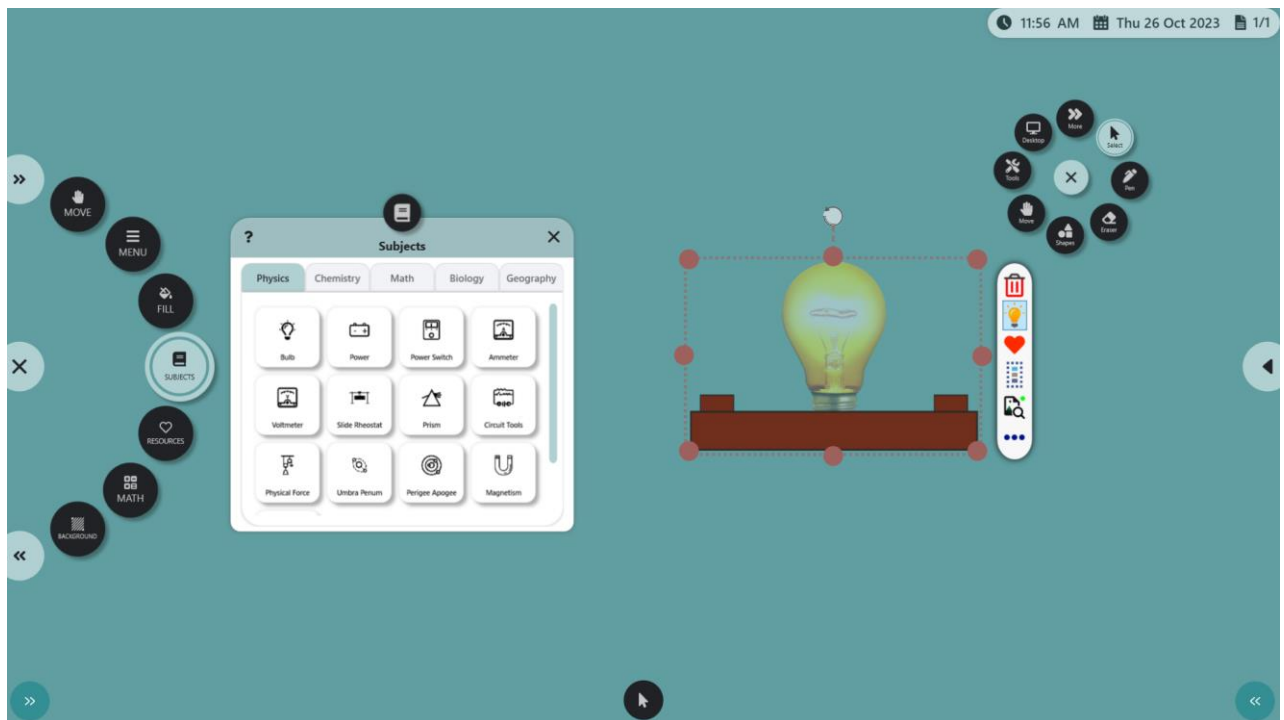 11:56 AM Thu 26 Oct 2023 1/1
More
Desktop
Select
Tools
Pen
Move
Eraser
Shapes
MOVE
MENU
FILL
SUBJECTS
RESOURCES
MATH
BACKGROUND
?
Subjects
Physics Chemistry Math Biology Geography
Bulb Power Power Switch Ammeter
Voltmeter Slide Rheostat Prism Circuit Tools
Physical Force Umbra Penum Perigee Apogee Magnetism